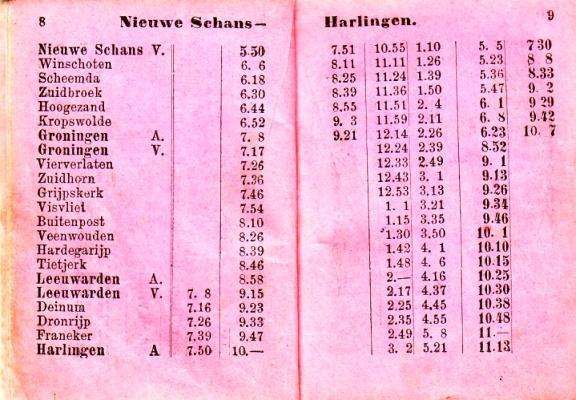 8 Nieuwe Schans— Harlingen. 9
Nieuwe Schans V. 5.50 7.51 10.55 1.10 5. 5 7 30
Winschoten 6. 6 8.11 11.11 1.26 5.23 8 8
Scheemda 6.18 8.25 11.24 1.39 5.36 8.33
Zuidbroek 6.30 8.39 11.36 1.50 5.47 9. 2
Hoogezand 6.44 8.55 11.51 2. 4 6. 1 9 29
Kropswolde 6.52 9. 3 11.59 2.11 6. 8 9.42
Groningen A. 7. 8 9.21 12.14 2.26 6.23 10. 7
Groningen V. 7.17 12.24 2.39 8.52
Vierverlaten 7.26 12.33 2.49 9. 1
Zuidhorn 7.36 12.43 3. 1 9.13
Grijpskerk 7.46 12.53 3.13 9.26
Visvliet 7.54 1. 1 3.21 9.34
Buitenpost 8.10 1.15 3.35 9.46
Veenwouden 8.26 1.30 3.50 10. 1
Hardegarijp 8.39 1.42 4. 1 10.10
Tietjerk 8.46 1.48 4. 6 10.15
Leeuwarden A. 8.58 2.— 4.16 10.25
Leeuwarden V. 7. 8 9.15 2.17 4.37 10.30
Deinum 7.16 9.23 2.25 4.45 10.38
Dronrijp 7.26 9.33 2.35 4.55 10.48
Franeker 7.39 9.47 2.49 5. 8 11.—
Harlingen A 7.50 10.— 3. 2 5.21 11.13